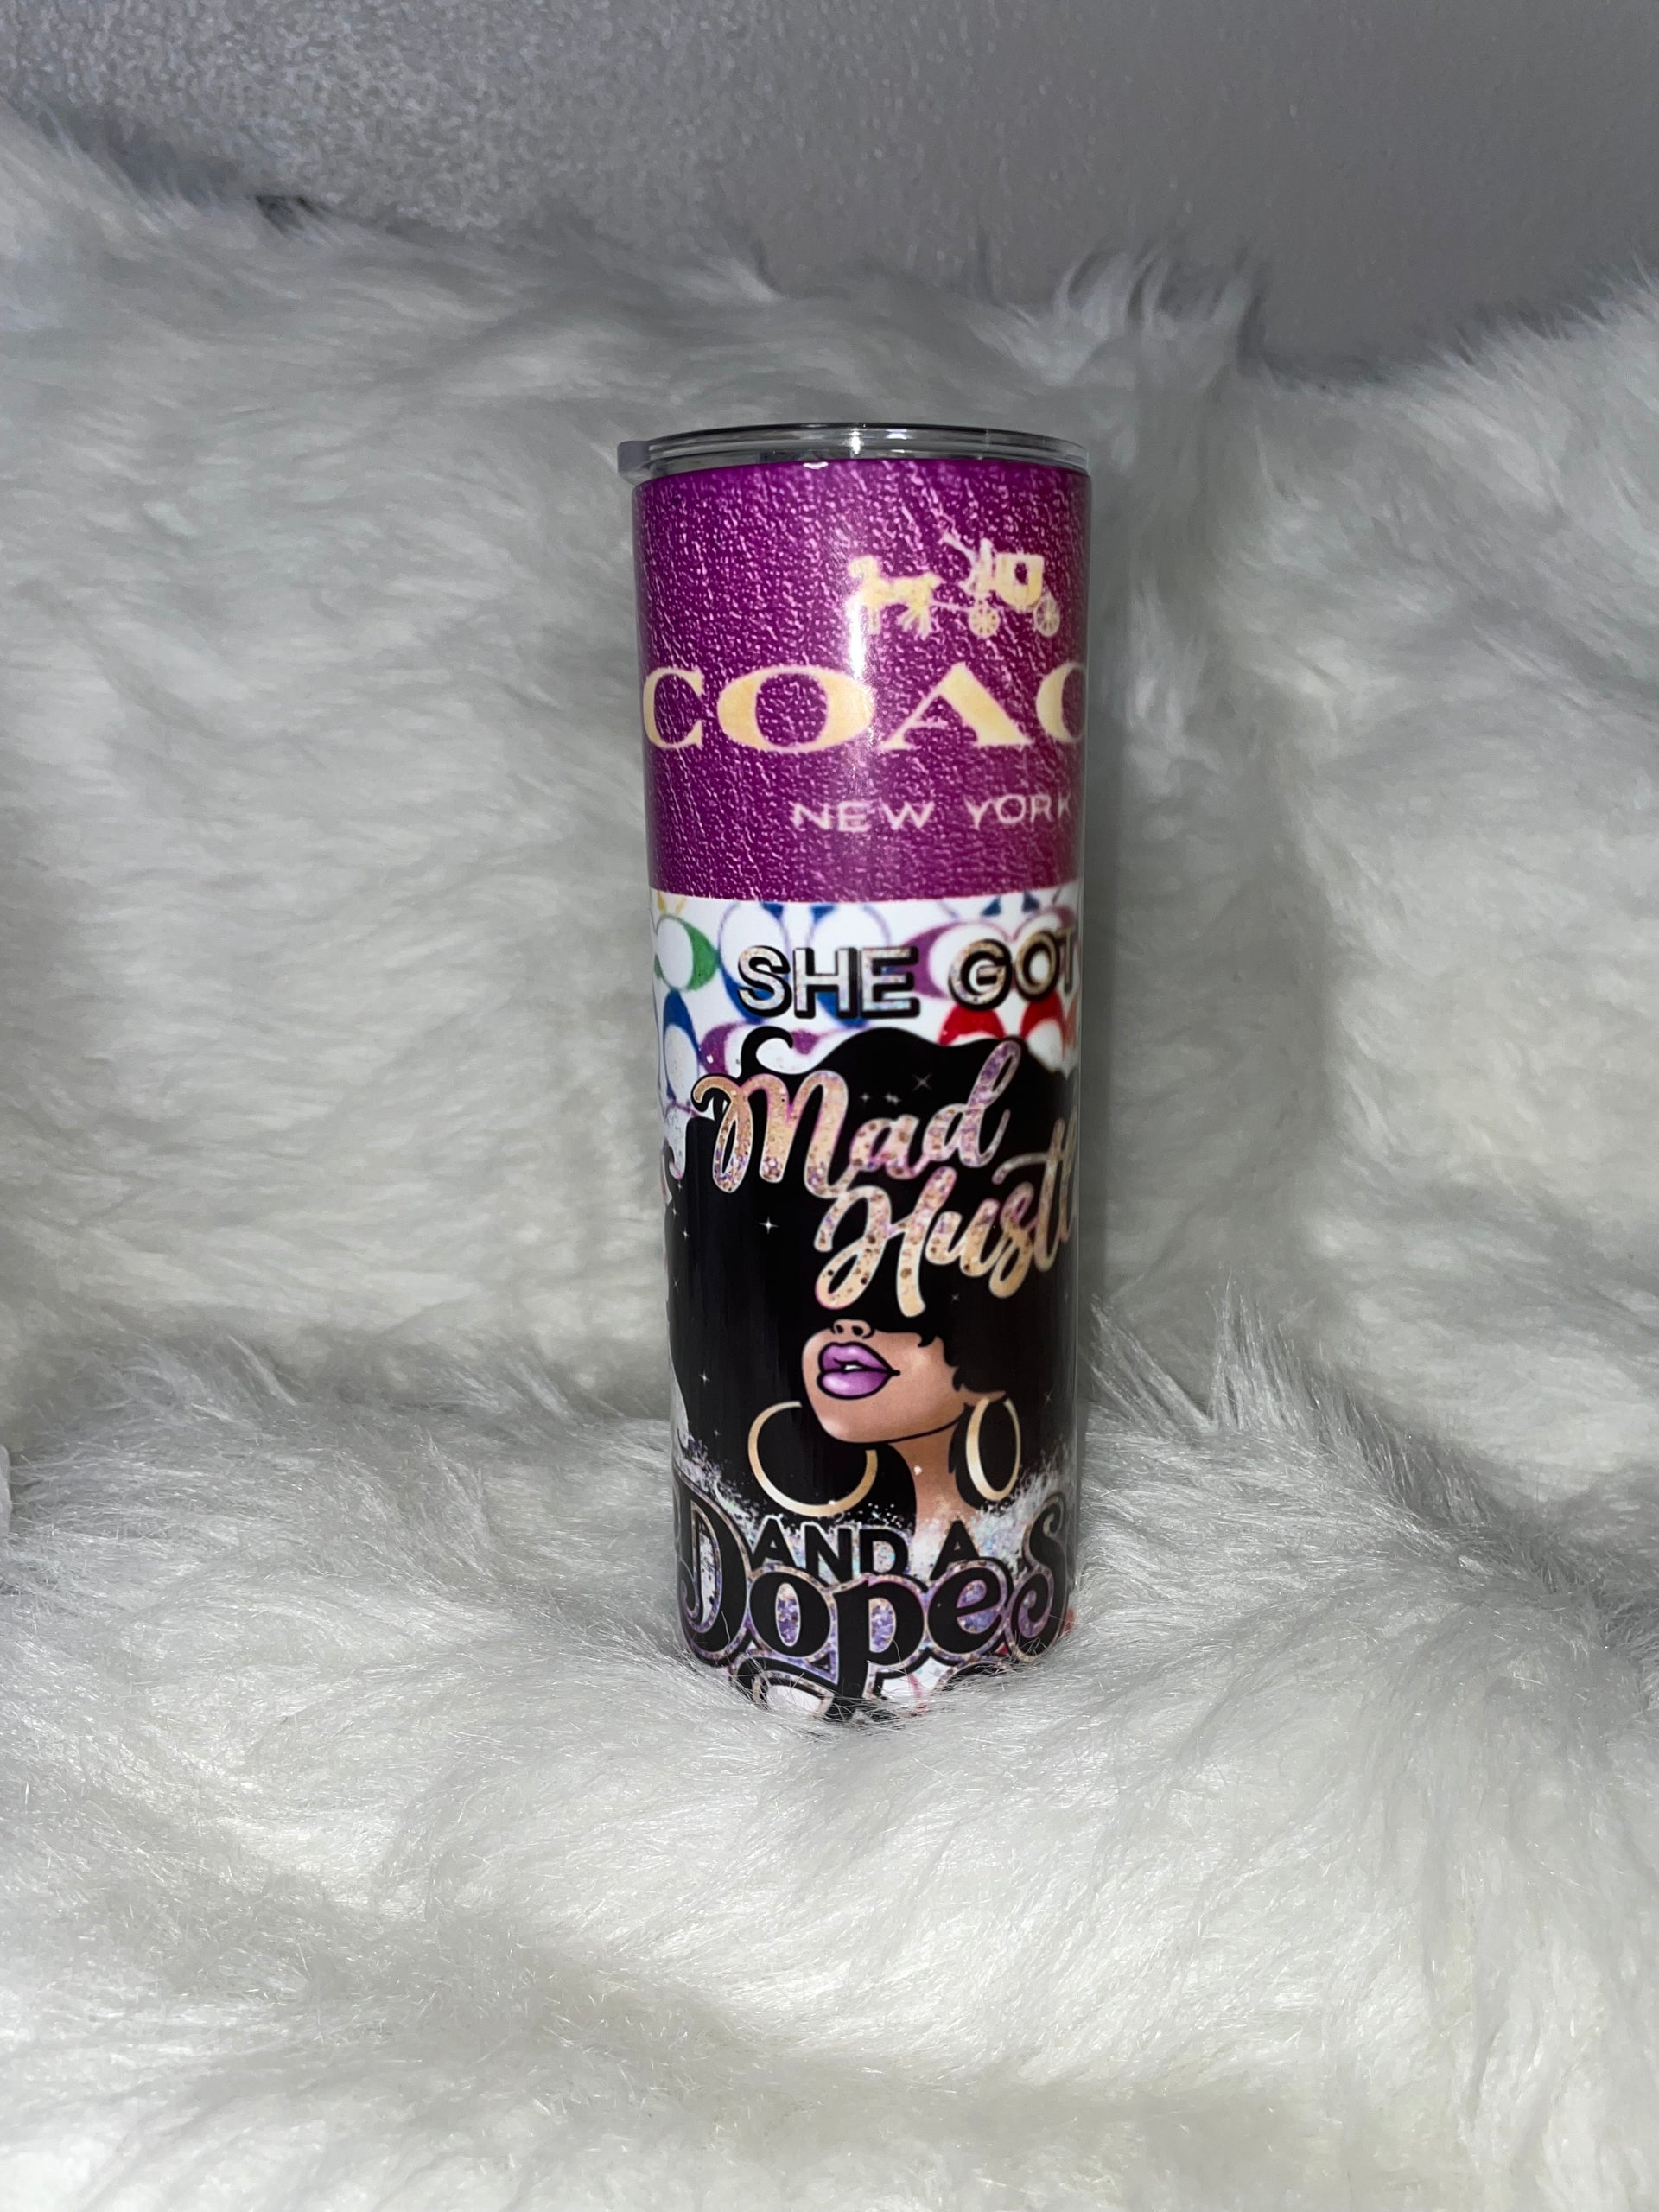 COAC
NEW YORK
SHE GOT
Mad
Hustl
AND A
Dope S